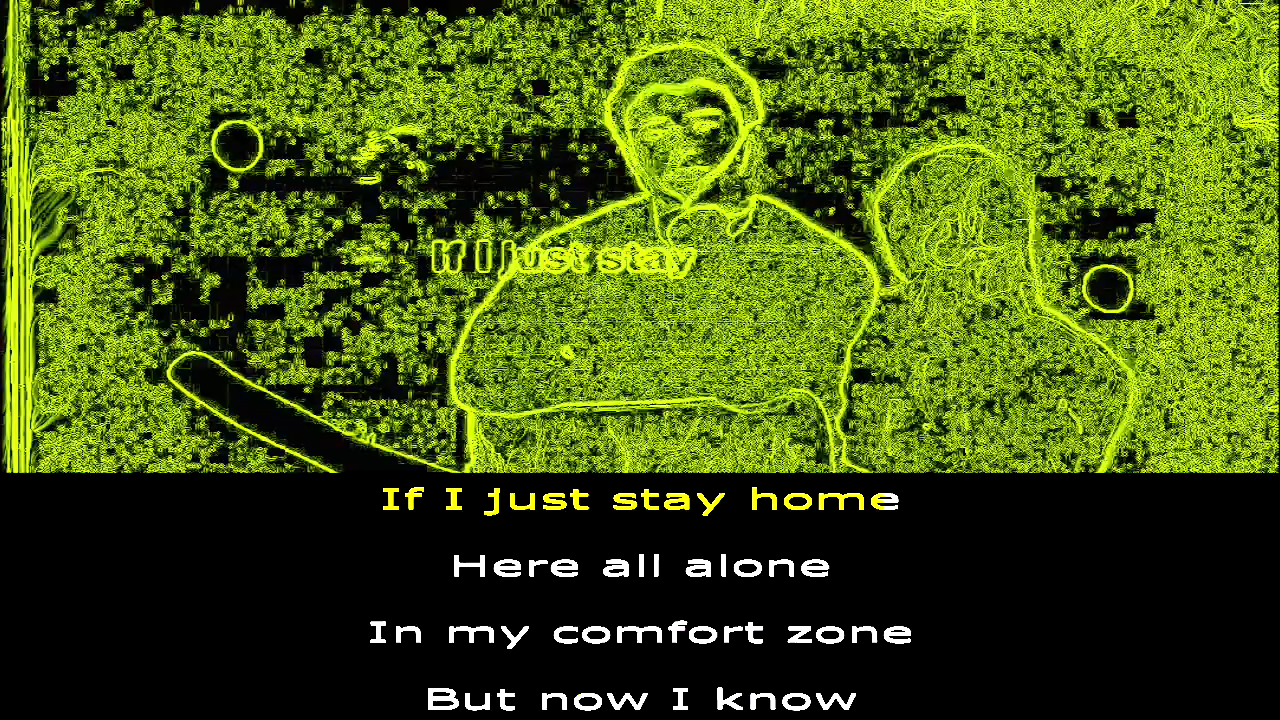 If I just stay
If I just stay home
Here all alone
In my comfort zone
But now I know